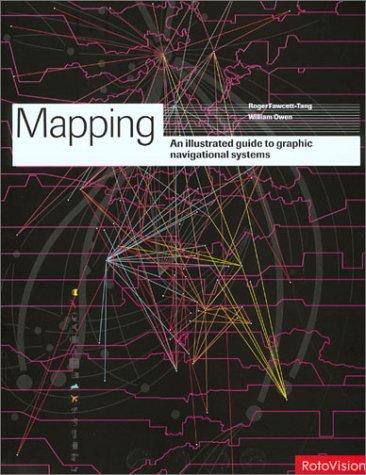 Roger Fawcett-Tang
William Owen
Mapping
An illustrated guide to graphic
navigational systems
RotoVision